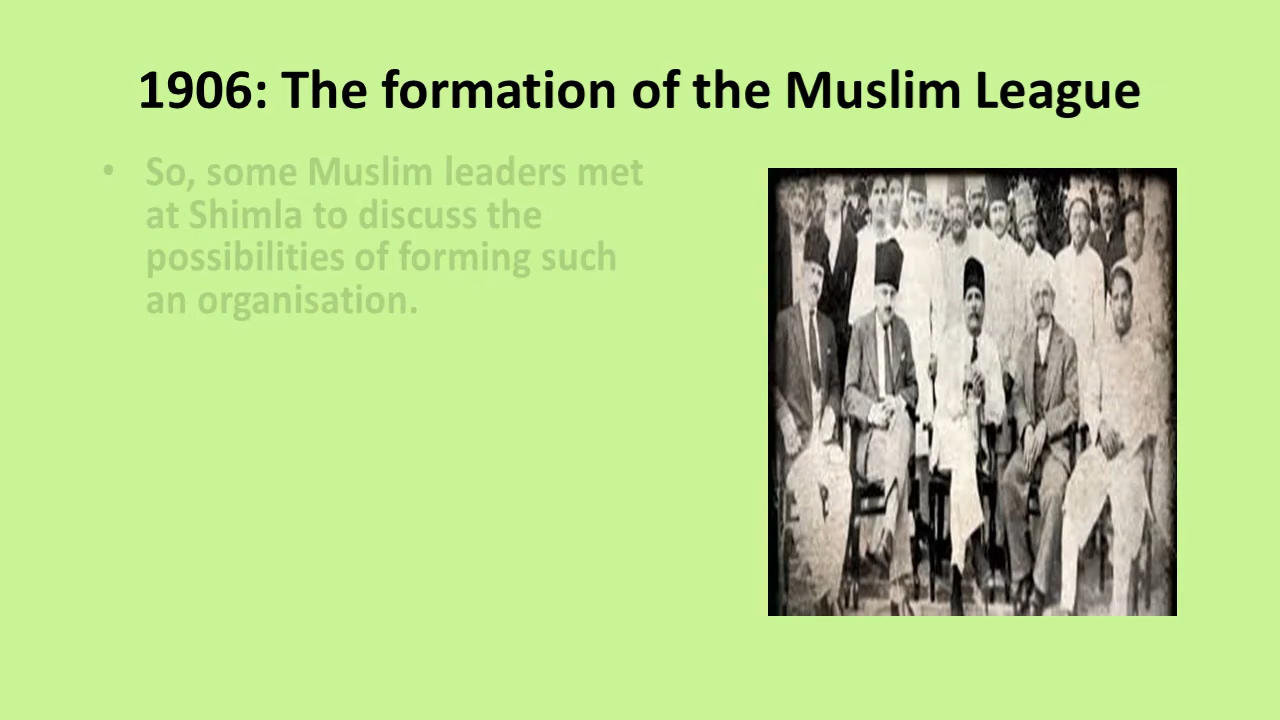 1906: The formation of the Muslim League
• So, some Muslim leaders met
at Shimla to discuss the
possibilities of forming such
an organisation.